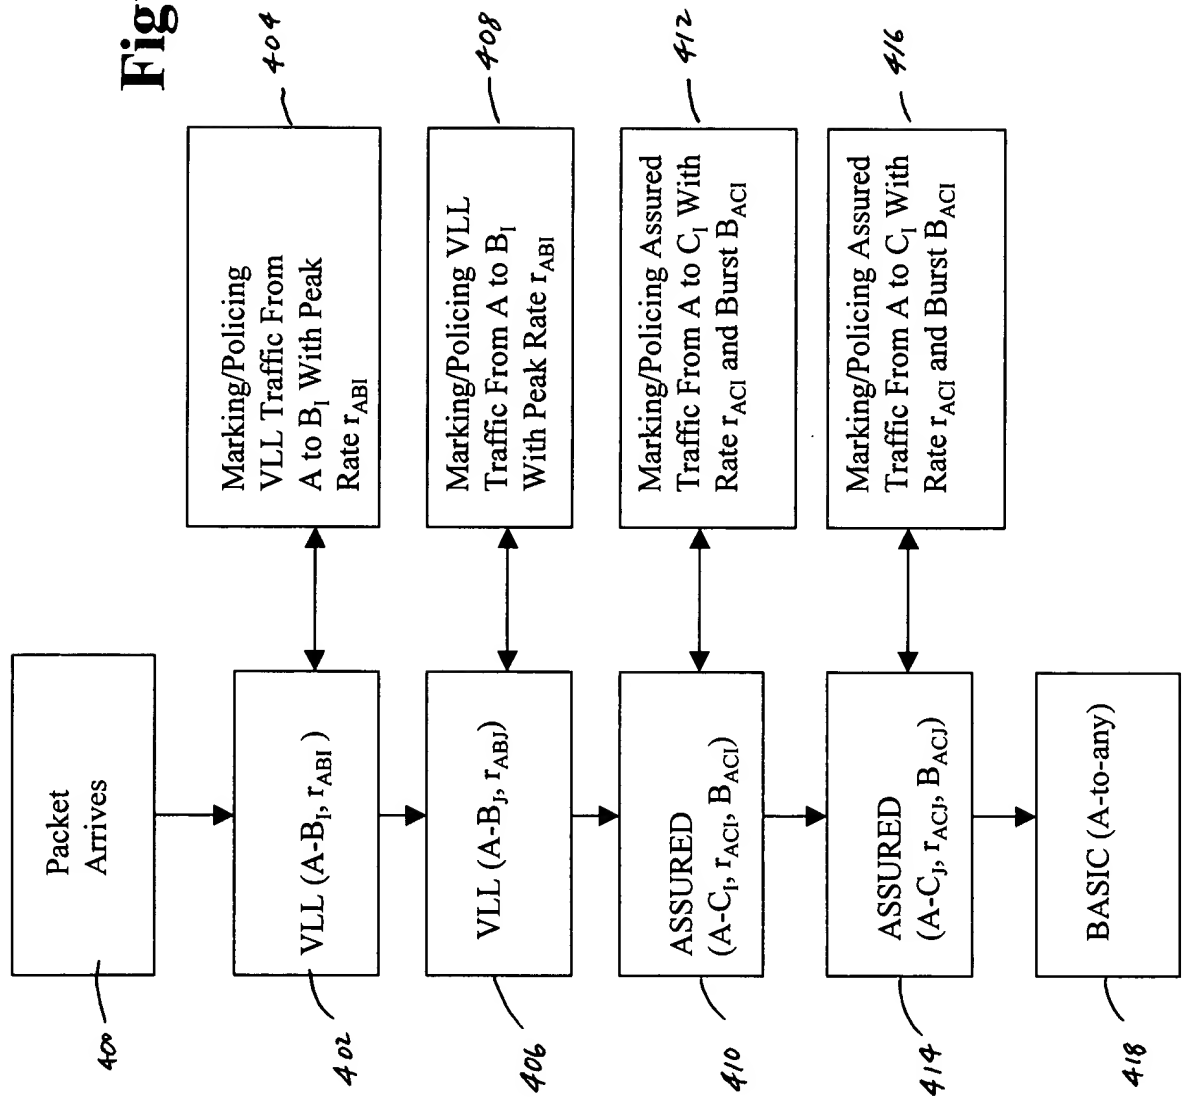 Fig
400
Packet
Arrives
402
VLL (A-B_I, r_ABI )
404
Marking/Policing
VLL Traffic From
A to B_I With Peak
Rate r_ABI
406
VLL (A-B_J, r_ABJ)
408
Marking/Policing VLL
Traffic From A to B_I
With Peak Rate r_ABI
410
ASSURED
(A-C_I, r_ACI, B_ACI)
412
Marking/Policing Assured
Traffic From A to C_I With
Rate r_ACI and Burst B_ACI
414
ASSURED
(A-C_J, r_ACJ, B_ACJ)
416
Marking/Policing Assured
Traffic From A to C_I With
Rate r_ACI and Burst B_ACI
418
BASIC (A-to-any)